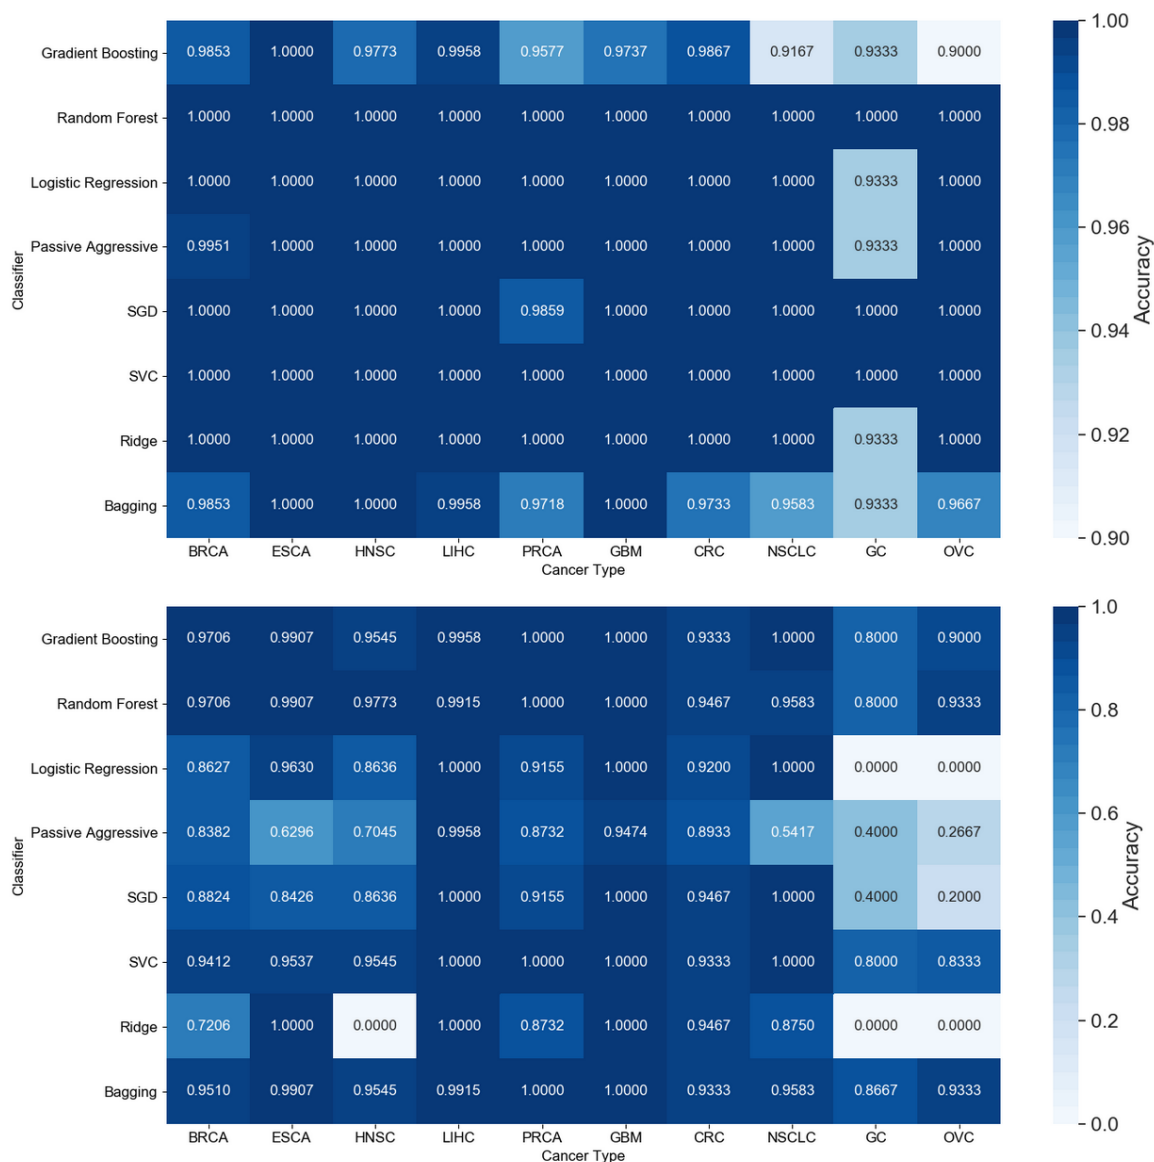 Gradient Boosting 0.9853 1.0000 0.9773 0.9958 0.9577 0.9737 0.9867 0.9167 0.9333 0.9000
Random Forest 1.0000 1.0000 1.0000 1.0000 1.0000 1.0000 1.0000 1.0000 1.0000 1.0000
Logistic Regression 1.0000 1.0000 1.0000 1.0000 1.0000 1.0000 1.0000 1.0000 0.9333 1.0000
Passive Aggressive 0.9951 1.0000 1.0000 1.0000 1.0000 1.0000 1.0000 1.0000 0.9333 1.0000
SGD 1.0000 1.0000 1.0000 1.0000 0.9859 1.0000 1.0000 1.0000 1.0000 1.0000
SVC 1.0000 1.0000 1.0000 1.0000 1.0000 1.0000 1.0000 1.0000 1.0000 1.0000
Ridge 1.0000 1.0000 1.0000 1.0000 1.0000 1.0000 1.0000 1.0000 0.9333 1.0000
Bagging 0.9853 1.0000 1.0000 0.9958 0.9718 1.0000 0.9733 0.9583 0.9333 0.9667
BRCA ESCA HNSC LIHC PRCA GBM CRC NSCLC GC OVC
Cancer Type
Classifier
1.00
0.98
0.96
0.94
0.92
0.90
Accuracy
Gradient Boosting 0.9706 0.9907 0.9545 0.9958 1.0000 1.0000 0.9333 1.0000 0.8000 0.9000
Random Forest 0.9706 0.9907 0.9773 0.9915 1.0000 1.0000 0.9467 0.9583 0.8000 0.9333
Logistic Regression 0.8627 0.9630 0.8636 1.0000 0.9155 1.0000 0.9200 1.0000 0.0000 0.0000
Passive Aggressive 0.8382 0.6296 0.7045 0.9958 0.8732 0.9474 0.8933 0.5417 0.4000 0.2667
SGD 0.8824 0.8426 0.8636 1.0000 0.9155 1.0000 0.9467 1.0000 0.4000 0.2000
SVC 0.9412 0.9537 0.9545 1.0000 1.0000 1.0000 0.9333 1.0000 0.8000 0.8333
Ridge 0.7206 1.0000 0.0000 1.0000 0.8732 1.0000 0.9467 0.8750 0.0000 0.0000
Bagging 0.9510 0.9907 0.9545 0.9915 1.0000 1.0000 0.9333 0.9583 0.8667 0.9333
BRCA ESCA HNSC LIHC PRCA GBM CRC NSCLC GC OVC
Cancer Type
Classifier
1.0
0.8
0.6
0.4
0.2
0.0
Accuracy